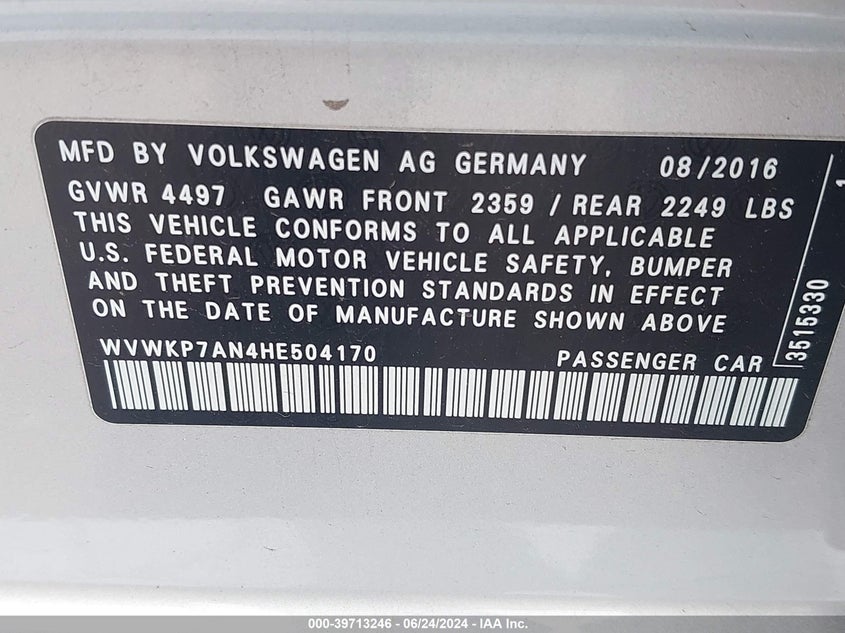 MFD BY VOLKSWAGEN AG GERMANY 08/2016
GVWR 4497 GAWR FRONT 2359 / REAR 2249 LBS
THIS VEHICLE CONFORMS TO ALL APPLICABLE
U.S. FEDERAL MOTOR VEHICLE SAFETY, BUMPER
AND THEFT PREVENTION STANDARDS IN EFFECT
ON THE DATE OF MANUFACTURE SHOWN ABOVE
WVWKP7AN4HE504170 PASSENGER CAR
3515330
000-39713246 - 06/24/2024 - IAA Inc.